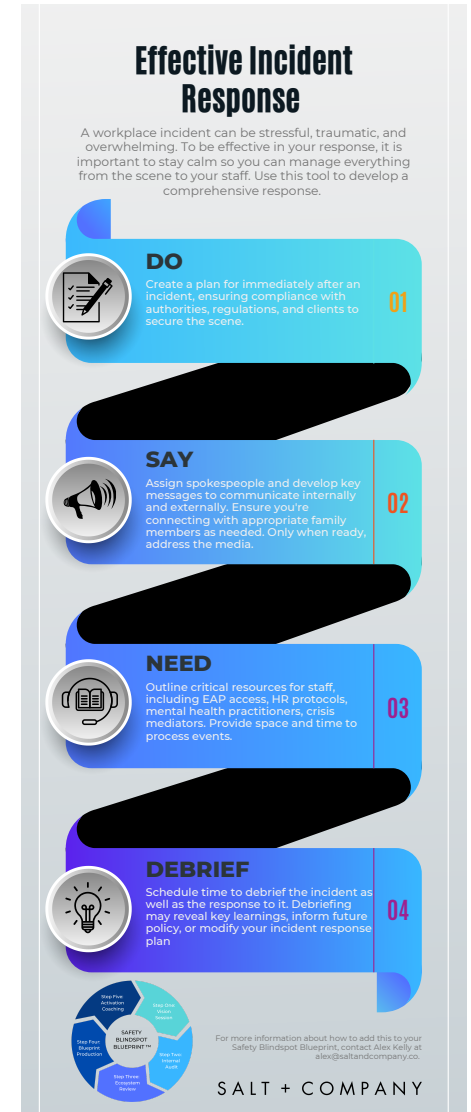 Effective Incident
Response
A workplace incident can be stressful, traumatic, and
overwhelming. To be effective in your response, it is
important to stay calm so you can manage everything
from the scene to your staff. Use this tool to develop a
comprehensive response.
DO
Create a plan for immediately after an
incident, ensuring compliance with
authorities, regulations, and clients to
secure the scene.
01
SAY
Assign spokespeople and develop key
messages to communicate internally
and externally. Ensure you're
connecting with appropriate family
members as needed. Only when ready,
address the media.
02
NEED
Outline critical resources for staff,
including EAP access, HR protocols,
mental health practitioners, crisis
mediators. Provide space and time to
process events.
03
DEBRIEF
Schedule time to debrief the incident as
well as the response to it. Debriefing
may reveal key learnings, inform future
policy, or modify your incident response
plan
04
Step Five:
Activation
Coaching
Step One:
Vision
Session
SAFETY
BLINDSPOT
BLUEPRINT ™
Step Four:
Blueprint
Production
Step Two:
Internal
Audit
Step Three:
Ecosystem
Review
For more information about how to add this to your
Safety Blindspot Blueprint, contact Alex Kelly at
alex@saltandcompany.co.
SALT + COMPANY